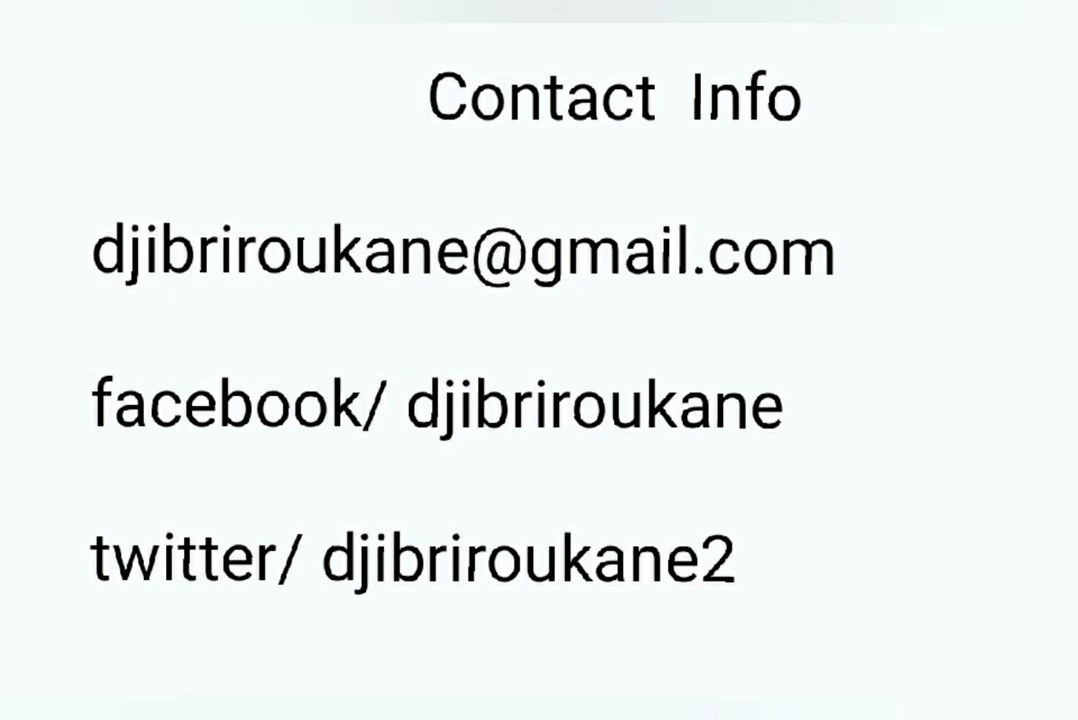 Contact Info
djibriroukane@gmail.com
facebook/ djibriroukane
twitter/ djibriroukane2